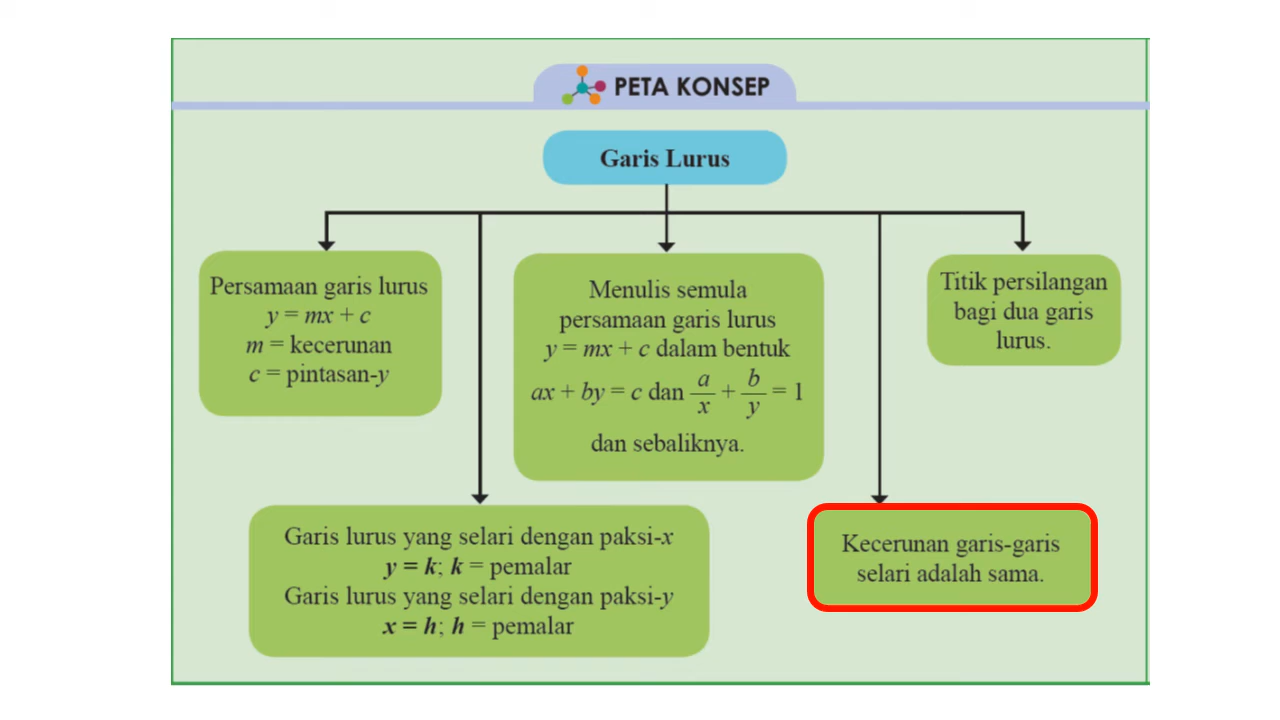 PETA KONSEP
Garis Lurus
Persamaan garis lurus
y = mx + c
m = kecerunan
c = pintasan-y
Menulis semula
persamaan garis lurus
y = mx + c dalam bentuk
ax + by = c dan a/x + b/y = 1
dan sebaliknya.
Titik persilangan
bagi dua garis
lurus.
Garis lurus yang selari dengan paksi-x
y = k; k = pemalar
Garis lurus yang selari dengan paksi-y
x = h; h = pemalar
Kecerunan garis-garis
selari adalah sama.